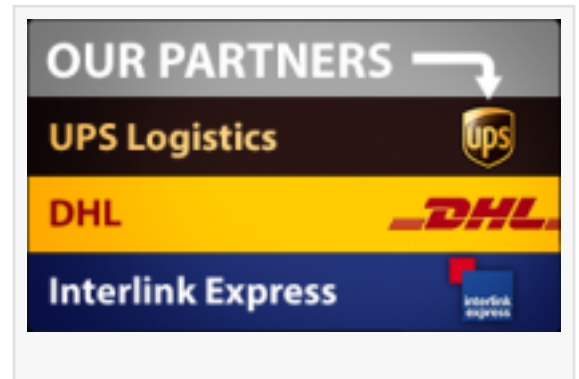 OUR PARTNERS
UPS Logistics
ups
DHL
DHL
Interlink Express
interlink
express